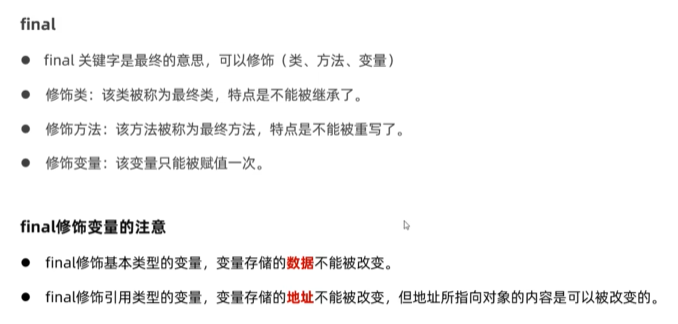 final
● final 关键字是最终的意思，可以修饰（类、方法、变量）
● 修饰类：该类被称为最终类，特点是不能被继承了。
● 修饰方法：该方法被称为最终方法，特点是不能被重写了。
● 修饰变量：该变量只能被赋值一次。
final修饰变量的注意
● final修饰基本类型的变量，变量存储的数据不能被改变。
● final修饰引用类型的变量，变量存储的地址不能被改变，但地址所指向对象的内容是可以被改变的。